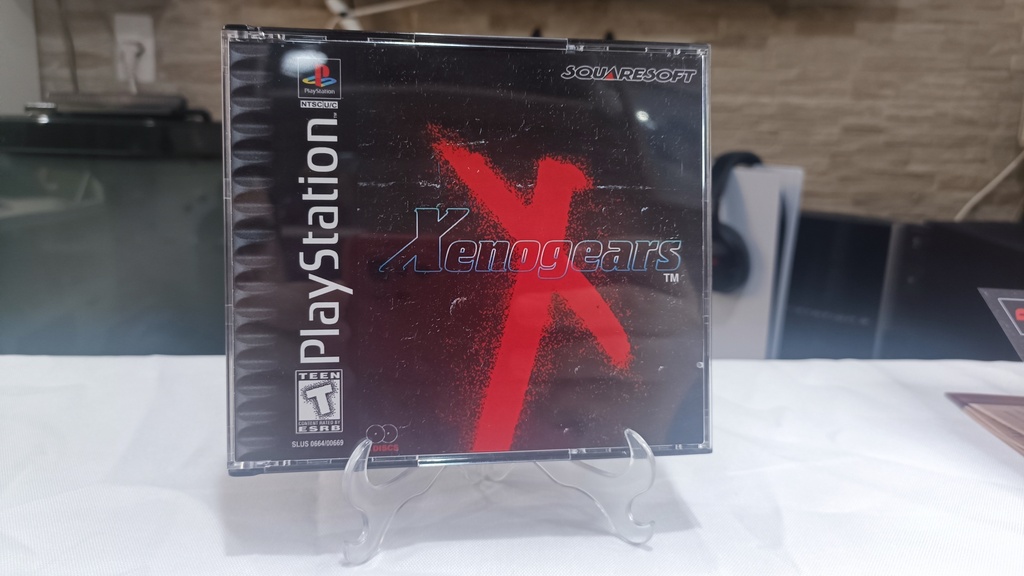 PlayStation
NTSC U/C
PlayStation
TEEN
T
CONTENT RATED BY
ESRB
SLUS 0664/00669
SQUARESOFT
Xenogears
TM
DISCS